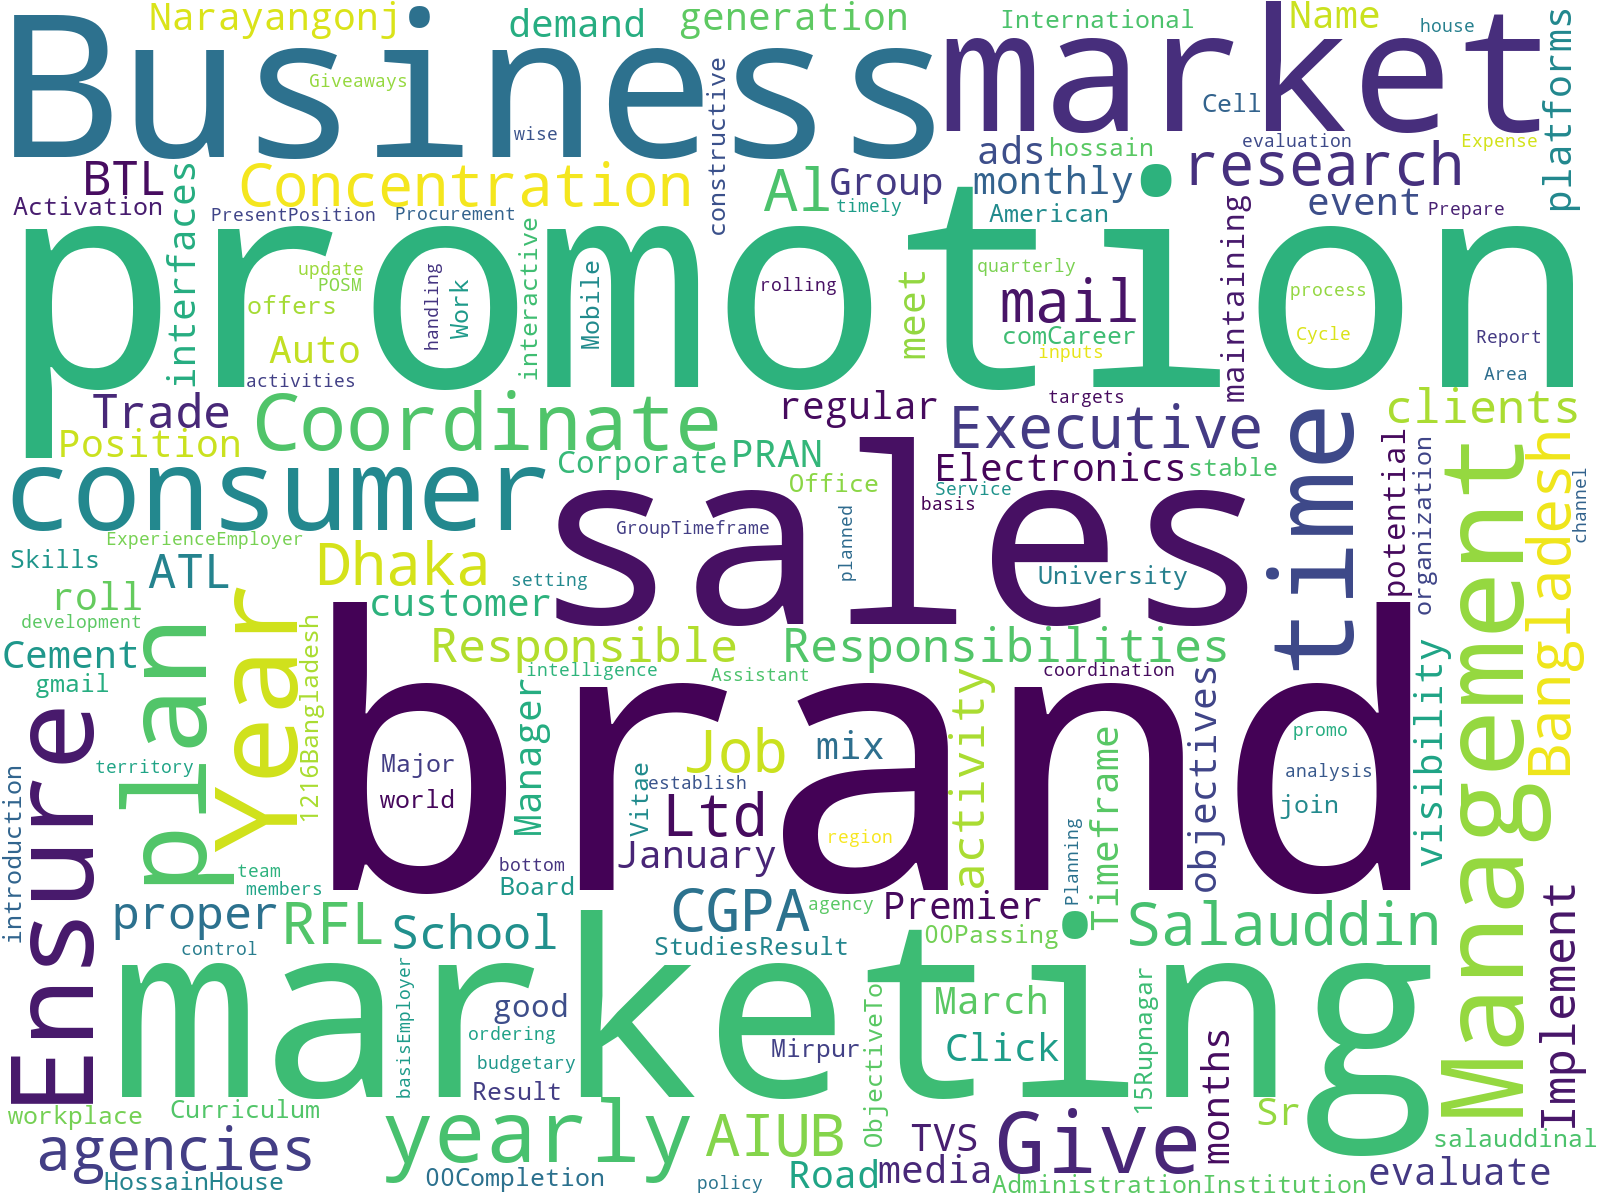 Business
market
promotion
sales
brand
marketing
Narayangonj
demand
generation
International
Name
house
platforms
Giveaways
wise
constructive
Cell
evaluation
Expense
BTL
interfaces
Concentration
Al
Group
ads
hossain
monthly
research
Activation
PresentPosition
Procurement
timely
American
event
Prepare
maintaining
interactive
update
POSM
offers
handling
Work
Mobile
rolling
meet
quarterly
mail
process
comCareer
Cycle
Report
Auto
inputs
activities
Area
Trade
Coordinate
regular
targets
Executive
clients
Position
consumer
Corporate
PRAN
Electronics
stable
time
potential
organization
Management
Bangladesh
channel
Office
Service
basis
GroupTimeframe
planned
ExperienceEmployer
Skills
ATL
Dhaka
setting
University
roll
customer
development
Cement
plan
Year
1216Bangladesh
Responsible
Responsibilities
gmail
intelligence
Assistant
coordination
Ensure
Manager
activity
objectives
visibility
Job
mix
Major
promo
territory
world
Vitae
establish
Ltd
Timeframe
analysis
join
introduction
January
region
Planning
bottom
Board
team
members
proper
RFL
School
CGPA
agency
Premier
OOPassing
Salauddin
Implement
control
StudiesResult
basisEmployer
good
ordering
budgetary
Result
Mirpur
ObjectiveTo
March
Click
15Rupnagar
months
workplace
Curriculum
yearly
AIUB
TVS
Give
Sr
salauddinal
agencies
HossainHouse
OOCompletion
policy
Road
media
AdministrationInstitution
evaluate